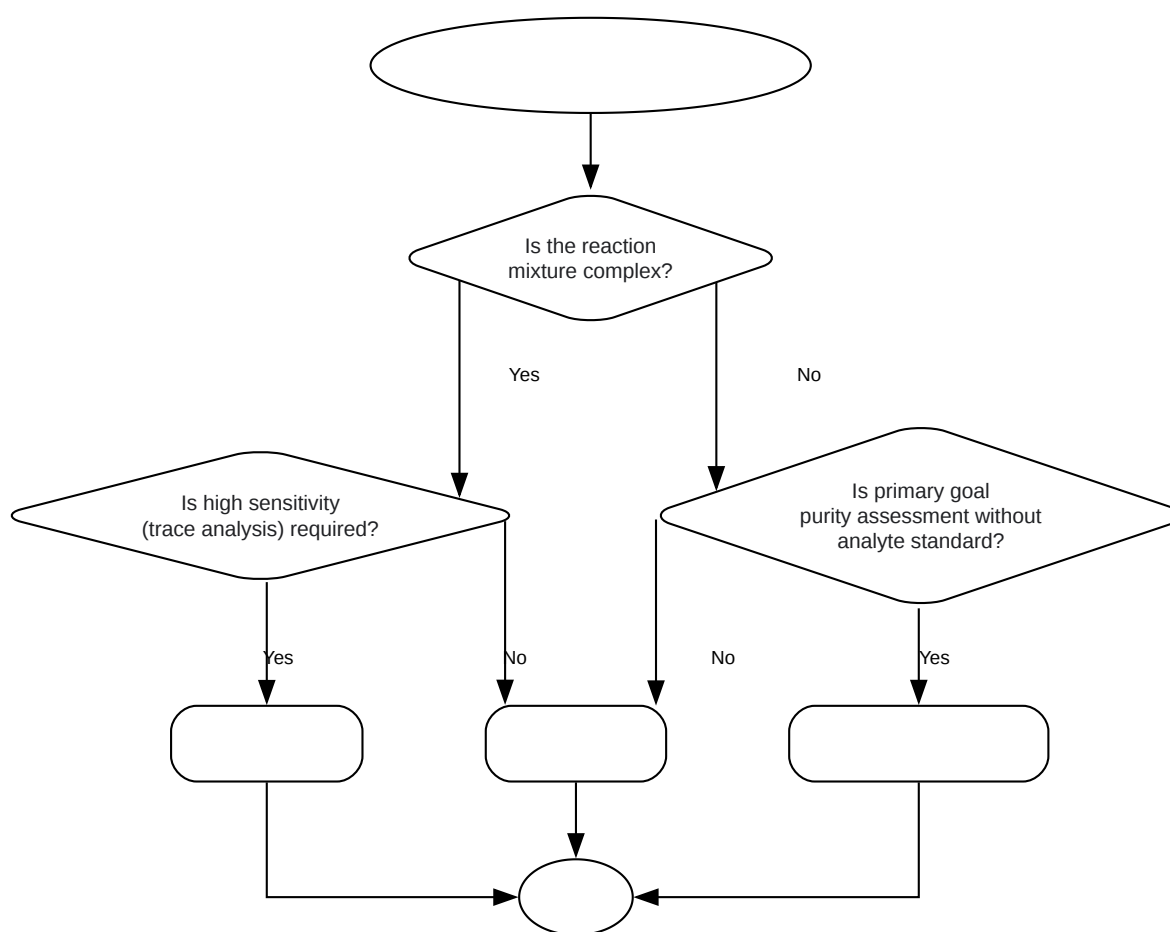 Is the reaction
mixture complex?
Yes
No
Is high sensitivity
(trace analysis) required?
Is primary goal
purity assessment without
analyte standard?
Yes
No
No
Yes